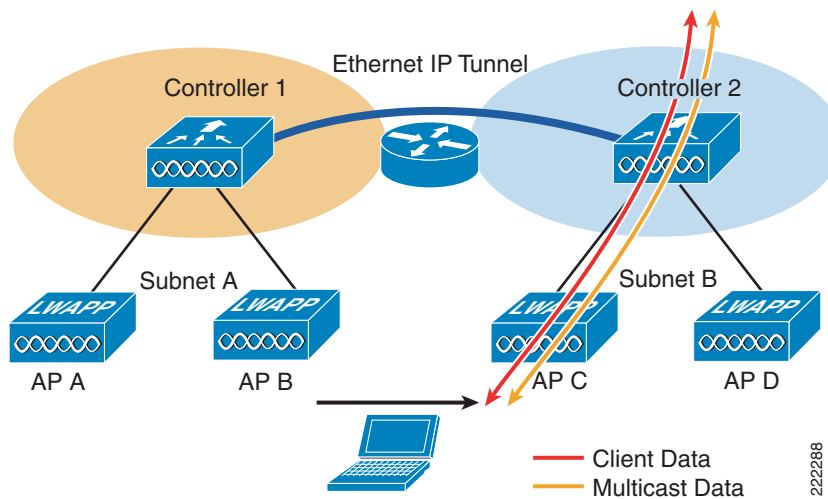 Ethernet IP Tunnel
Controller 1
Controller 2
Subnet A
Subnet B
LWAPP
LWAPP
LWAPP
LWAPP
AP A
AP B
AP C
AP D
Client Data
Multicast Data
222288